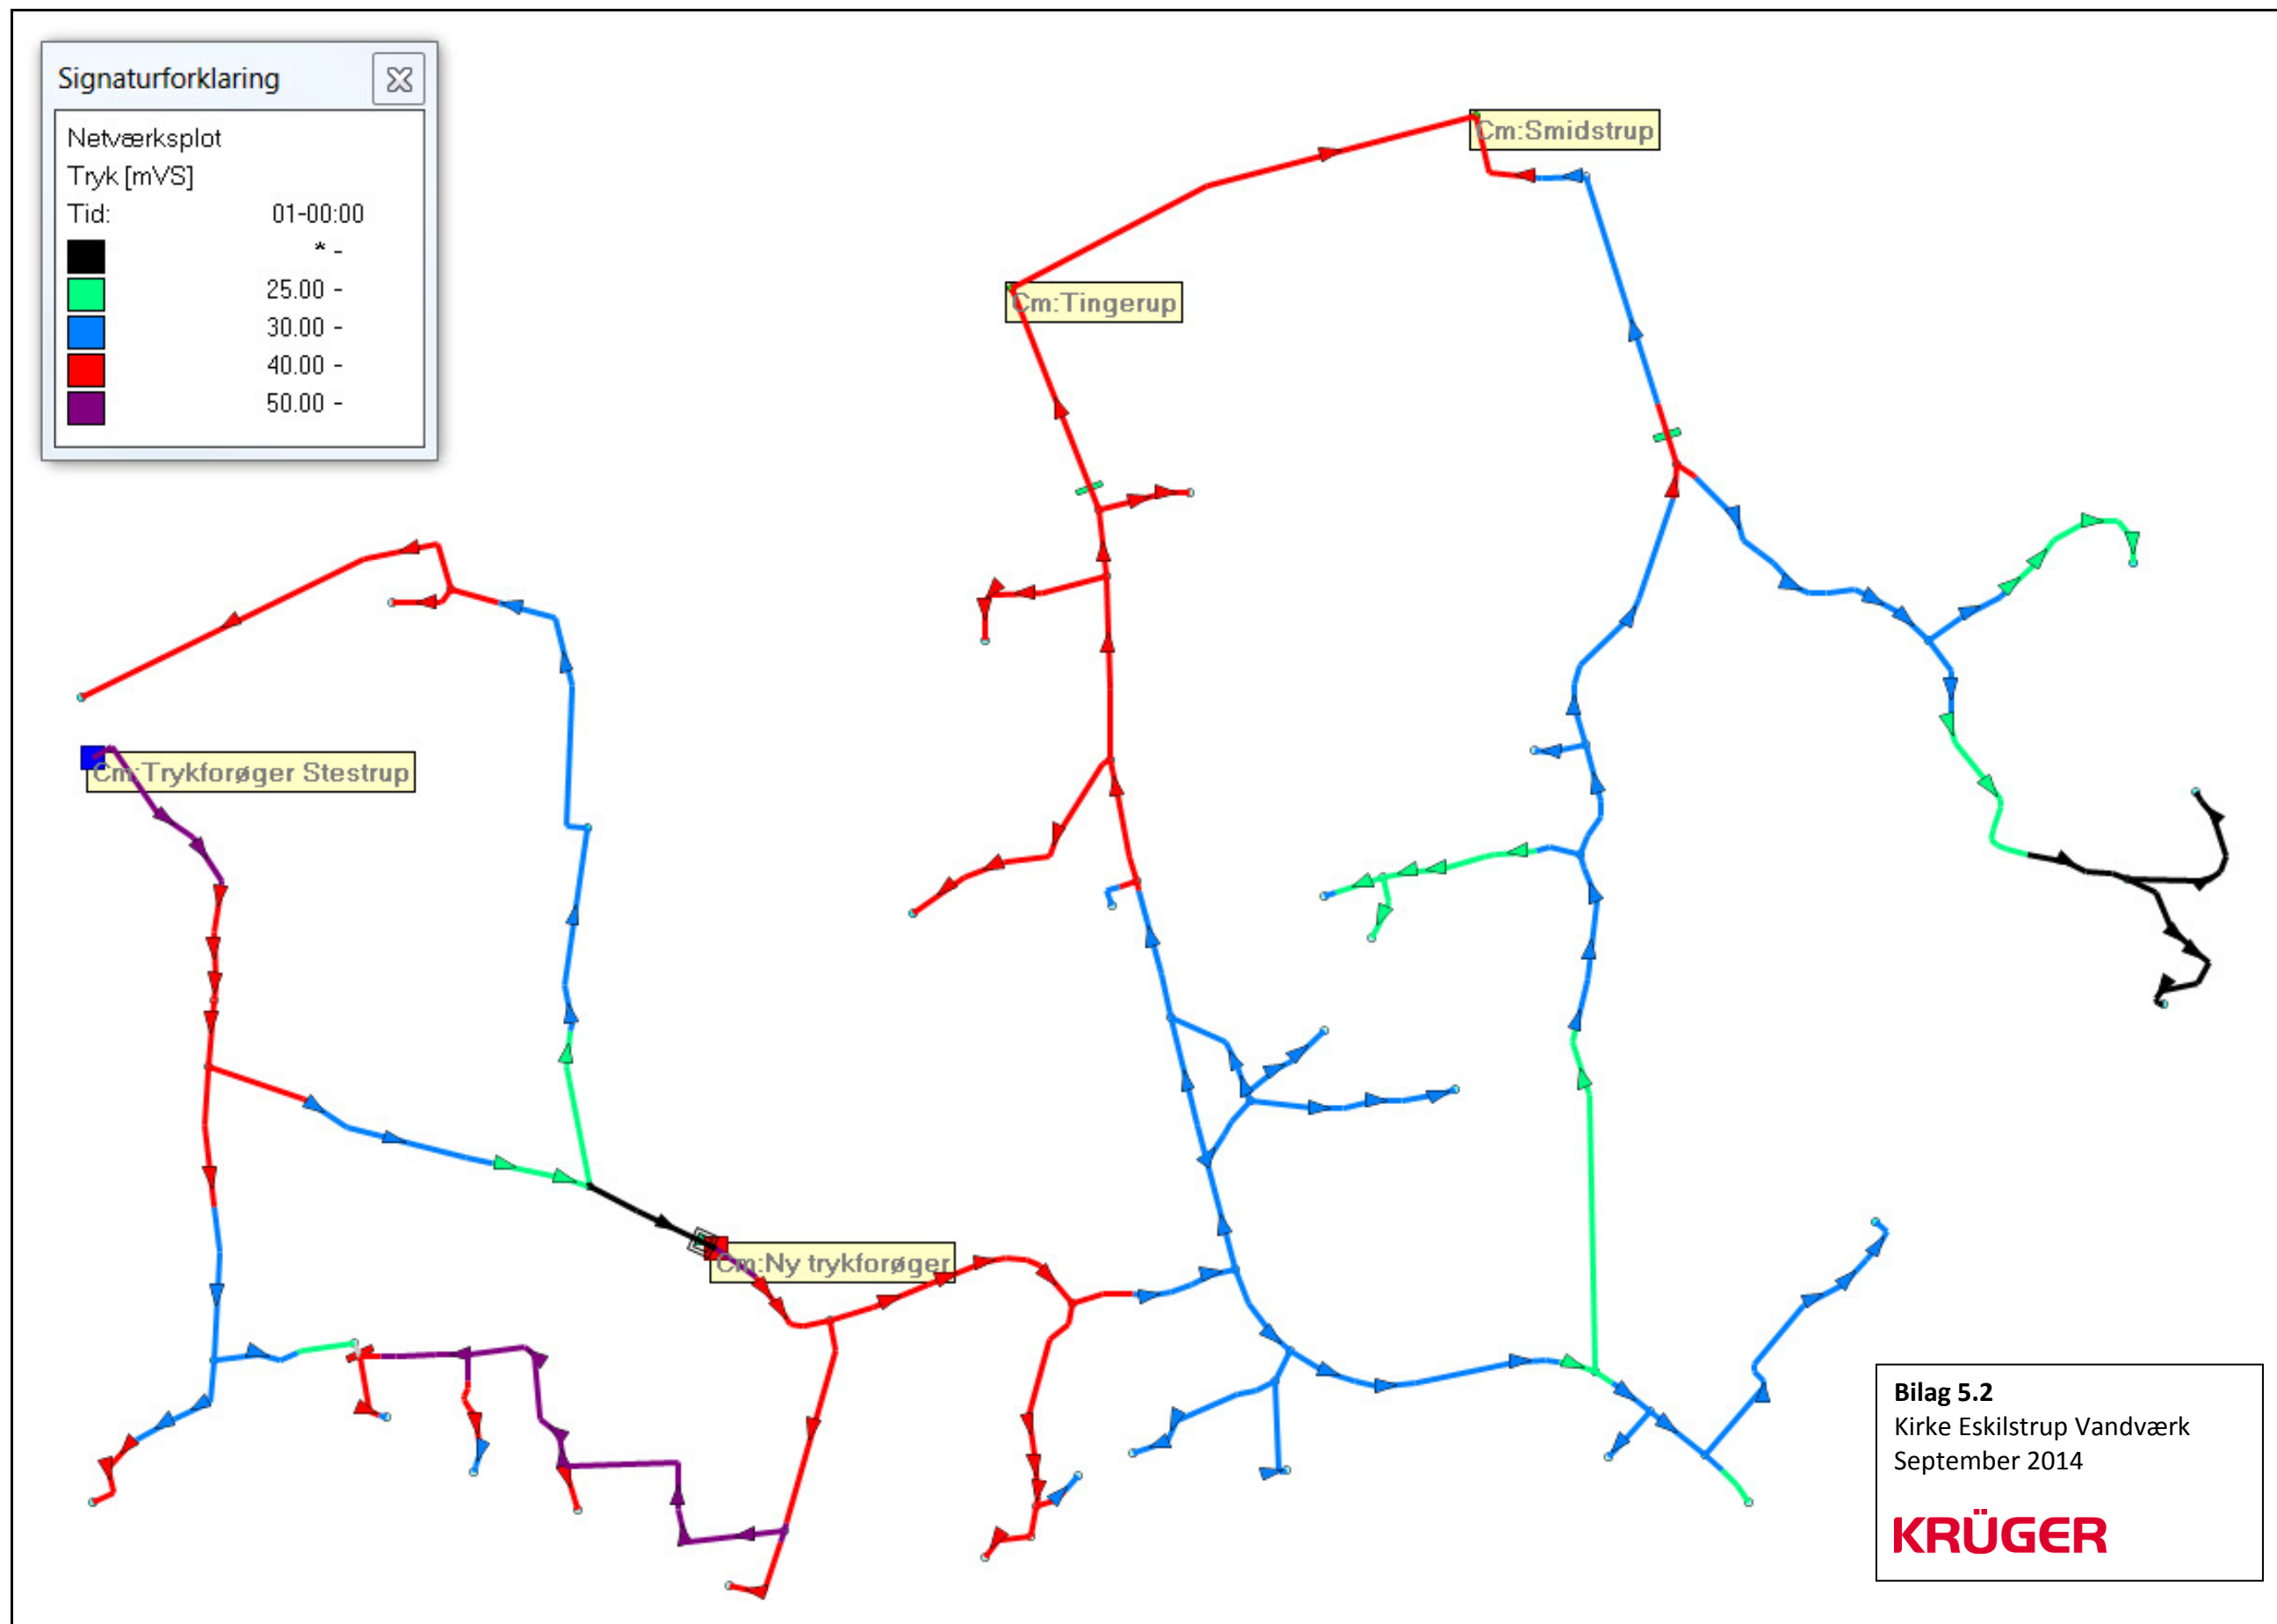 Signaturforklaring
Netværksplot
Tryk [mVS]
Tid: 01-00:00
* -
25.00 -
30.00 -
40.00 -
50.00 -
Cm:Smidstrup
Cm:Tingerup
Cm:Trykforøger Stestrup
Cm:Ny trykforøger
Bilag 5.2
Kirke Eskilstrup Vandværk
September 2014
KRÜGER